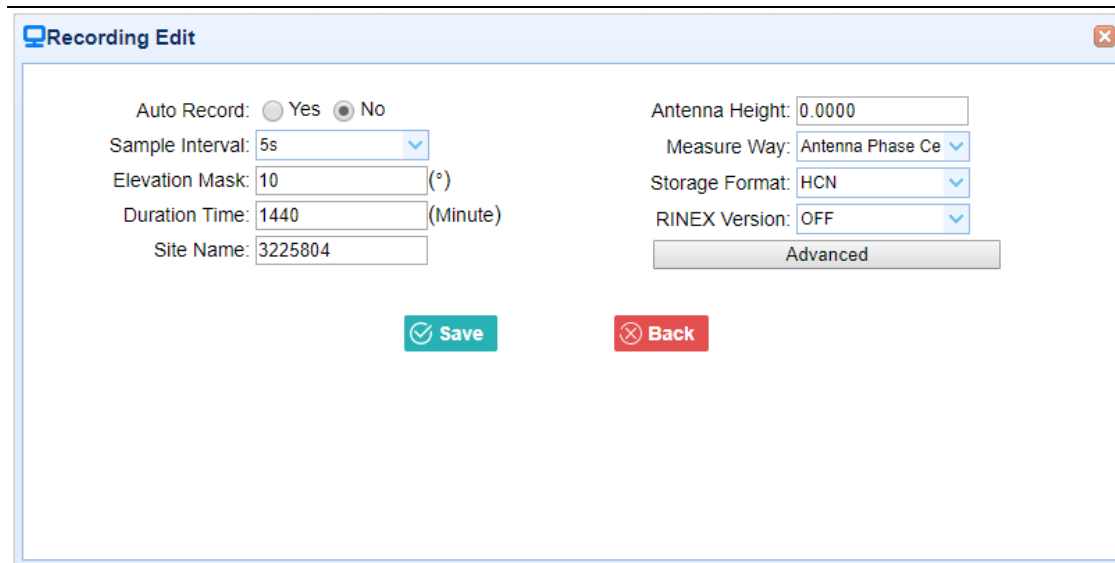 Recording Edit
Auto Record: Yes No
Sample Interval: 5s
Elevation Mask: 10 (°)
Duration Time: 1440 (Minute)
Site Name: 3225804
Antenna Height: 0.0000
Measure Way: Antenna Phase Ce
Storage Format: HCN
RINEX Version: OFF
Advanced
Save
Back